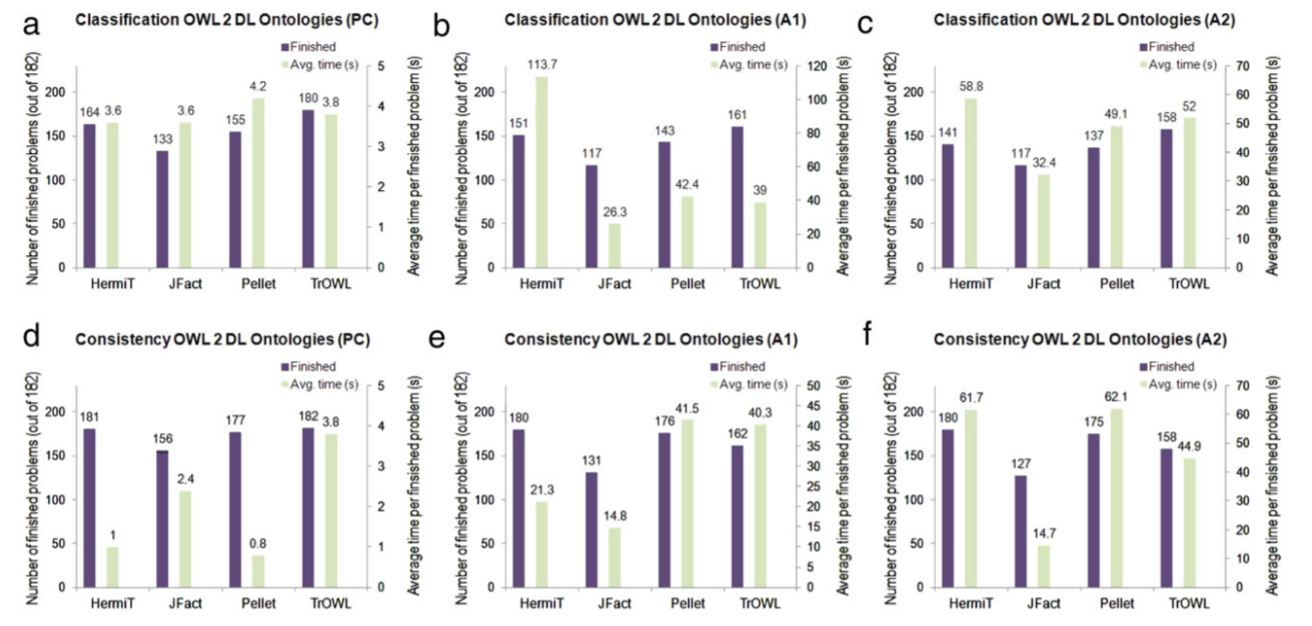 a
Classification OWL 2 DL Ontologies (PC)
Finished
Avg. time (s)
Number of finished problems (out of 182)
200
150
100
50
0
164 3.6
133
3.6
155
4.2
180 3.8
5
4
3
2
1
0
Average time per finsished problem (s)
HermiT JFact Pellet TrOWL
b
Classification OWL 2 DL Ontologies (A1)
Finished
Avg. time (s)
Number of finished problems (out of 182)
200
150
100
50
0
151
113.7
117
26.3
143
42.4
161
39
120
100
80
60
40
20
0
Average time per finsished problem (s)
HermiT JFact Pellet TrOWL
c
Classification OWL 2 DL Ontologies (A2)
Finished
Avg. time (s)
Number of finished problems (out of 182)
200
150
100
50
0
141
58.8
117 32.4
137
49.1
158 52
70
60
50
40
30
20
10
0
Average time per finsished problem (s)
HermiT JFact Pellet TrOWL
d
Consistency OWL 2 DL Ontologies (PC)
Finished
Avg. time (s)
Number of finished problems (out of 182)
200
150
100
50
0
181
1
156
2.4
177
0.8
182 3.8
5
4
3
2
1
0
Average time per finsished problem (s)
HermiT JFact Pellet TrOWL
e
Consistency OWL 2 DL Ontologies (A1)
Finished
Avg. time (s)
Number of finished problems (out of 182)
200
150
100
50
0
180
21.3
131
14.8
176 41.5
162
40.3
50
45
40
35
30
25
20
15
10
5
0
Average time per finsished problem (s)
HermiT JFact Pellet TrOWL
f
Consistency OWL 2 DL Ontologies (A2)
Finished
Avg. time (s)
Number of finished problems (out of 182)
200
150
100
50
0
180
61.7
127
14.7
175
62.1
158 44.9
70
60
50
40
30
20
10
0
Average time per finsished problem (s)
HermiT JFact Pellet TrOWL